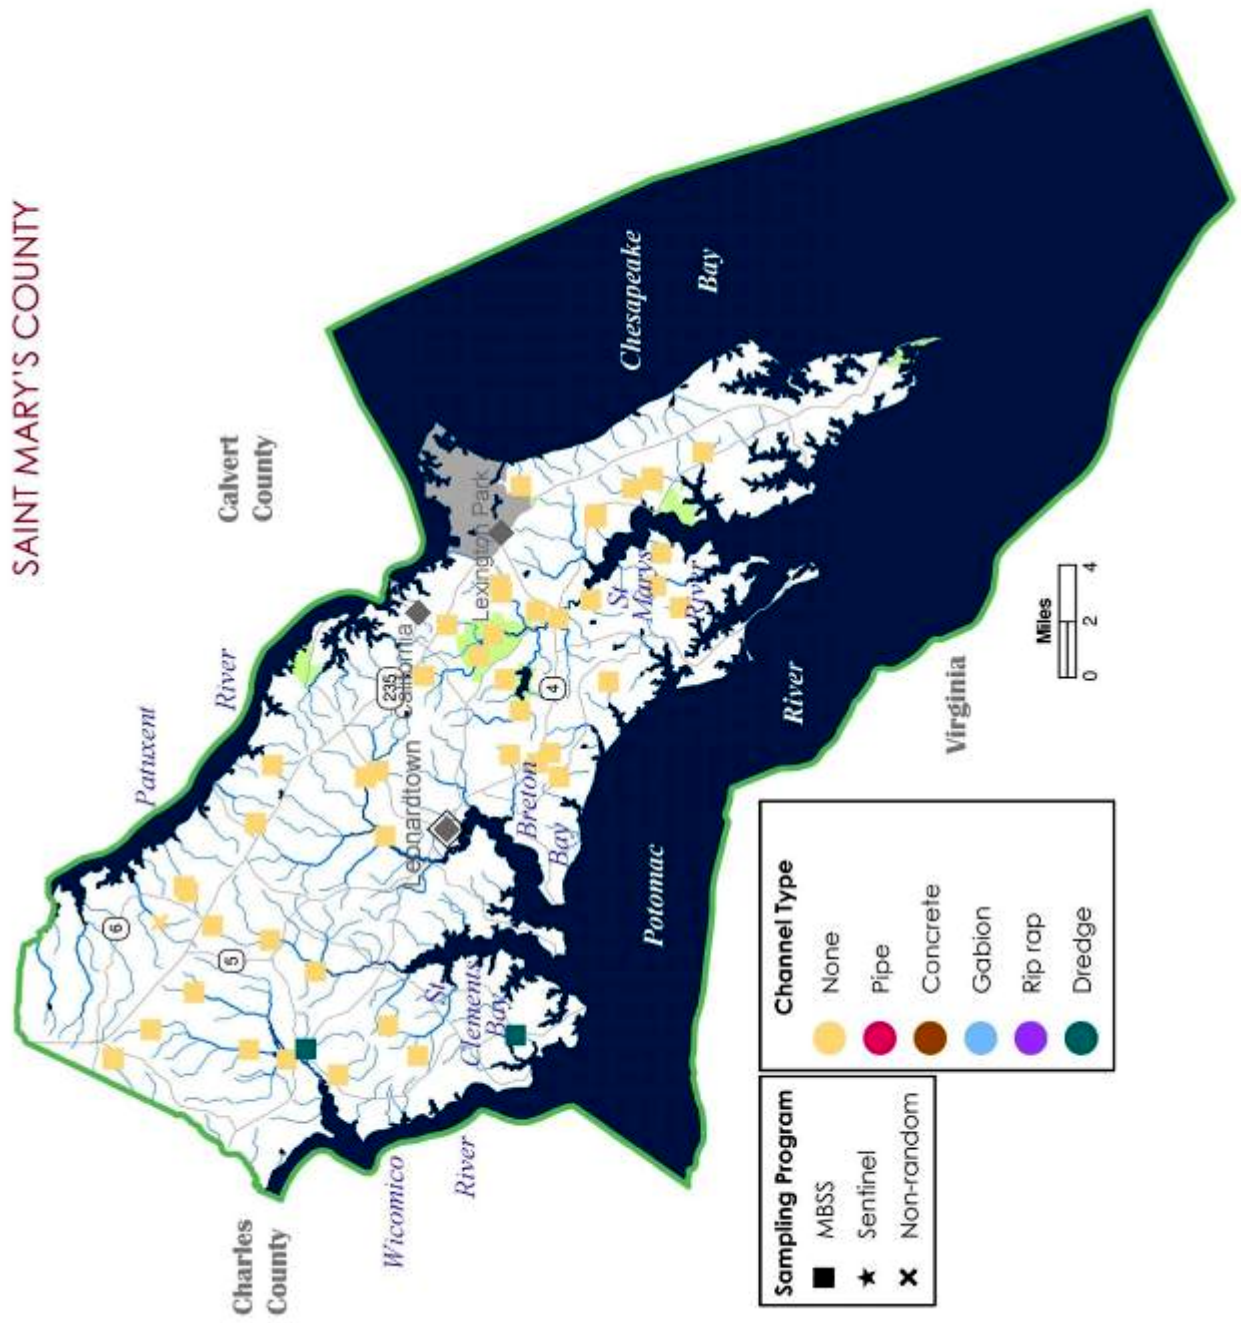 SAINT MARY'S COUNTY
Calvert
County
Patuxent
River
6
5
235
California
Lexington Park
Leonardtown
4
Chesapeake
Bay
St
Marys
River
Breton
Bay
St
Clements
Bay
Charles
County
Wicomico
River
Potomac
River
Virginia
Miles
0 2 4
Sampling Program
MBSS
Sentinel
Non-random
Channel Type
None
Pipe
Concrete
Gabion
Rip rap
Dredge